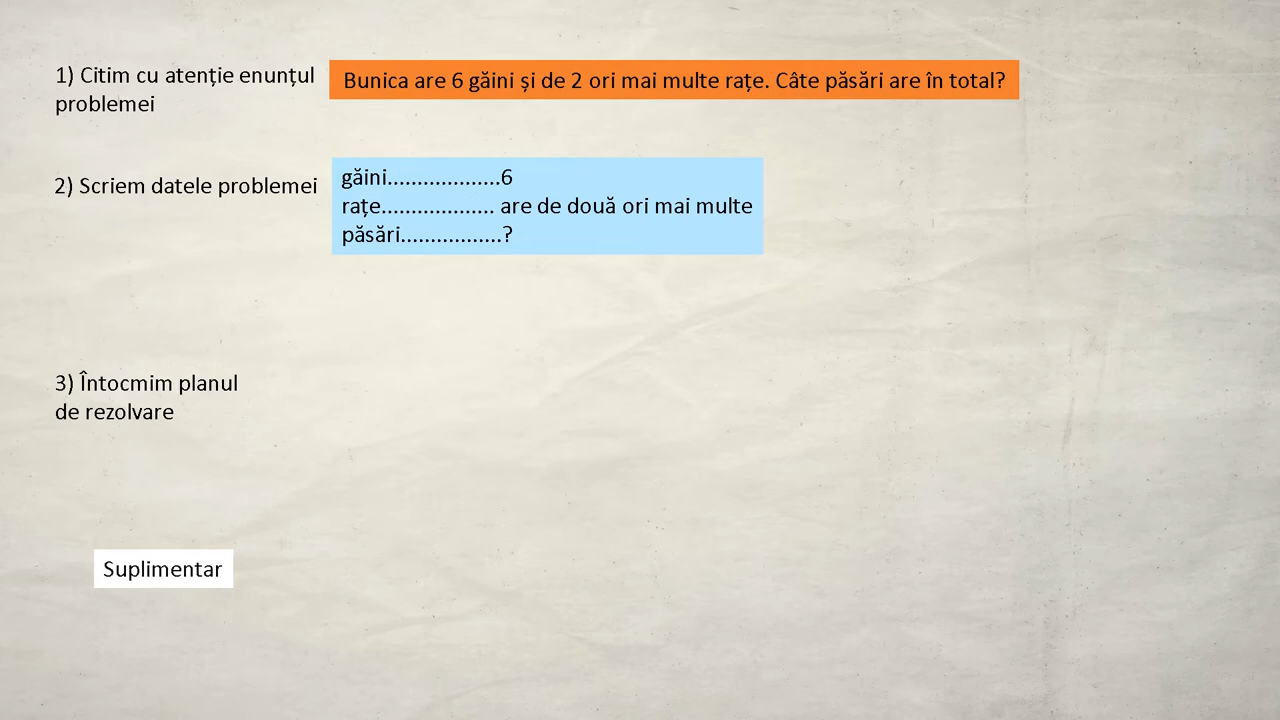 1) Citim cu atenție enunțul
problemei
Bunica are 6 găini și de 2 ori mai multe rațe. Câte păsări are în total?
2) Scriem datele problemei
găini...................6
rațe................... are de două ori mai multe
păsări.................?
3) Întocmim planul
de rezolvare
Suplimentar